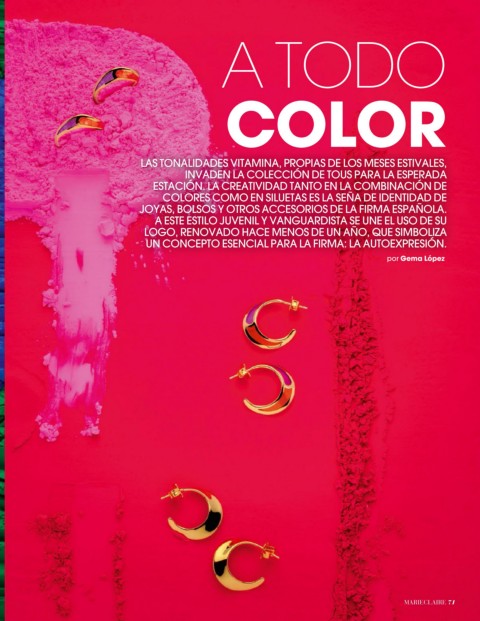 A TODO
COLOR
LAS TONALIDADES VITAMINA, PROPIAS DE LOS MESES ESTIVALES,
INVADEN LA COLECCIÓN DE TOUS PARA LA ESPERADA
ESTACIÓN. LA CREATIVIDAD TANTO EN LA COMBINACIÓN DE
COLORES COMO EN SILUETAS ES LA SEÑA DE IDENTIDAD DE
JOYAS, BOLSOS Y OTROS ACCESORIOS DE LA FIRMA ESPAÑOLA.
A ESTE ESTILO JUVENIL Y VANGUARDISTA SE UNE EL USO DE SU
LOGO, RENOVADO HACE MENOS DE UN AÑO, QUE SIMBOLIZA
UN CONCEPTO ESENCIAL PARA LA FIRMA: LA AUTOEXPRESIÓN.
por Gema López
MARIE CLAIRE 73